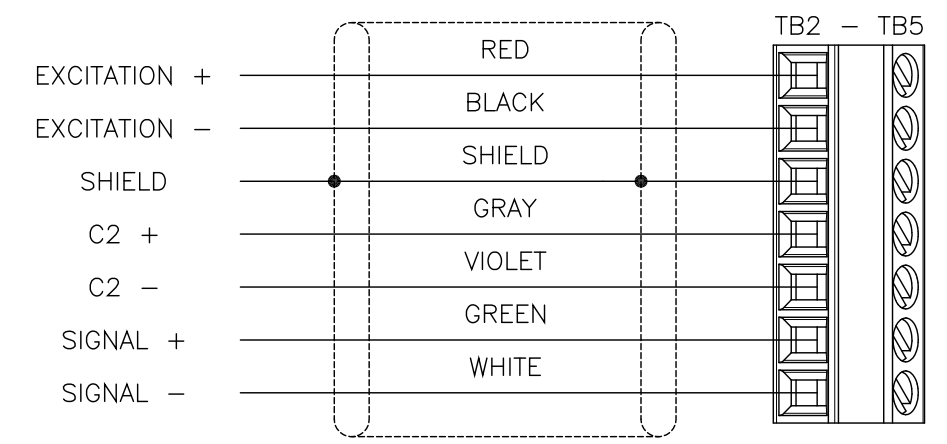 TB2 - TB5
RED
EXCITATION +
BLACK
EXCITATION -
SHIELD
SHIELD
GRAY
C2 +
VIOLET
C2 -
GREEN
SIGNAL +
WHITE
SIGNAL -